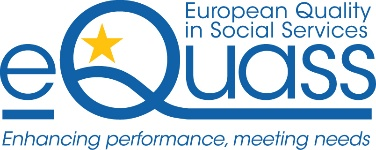 European Quality
in Social Services
eQuass
Enhancing performance, meeting needs